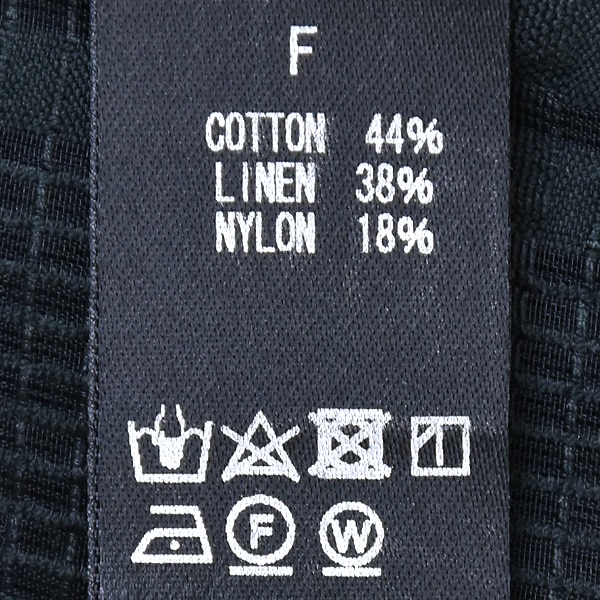 F
COTTON 44%
LINEN 38%
NYLON 18%
F W